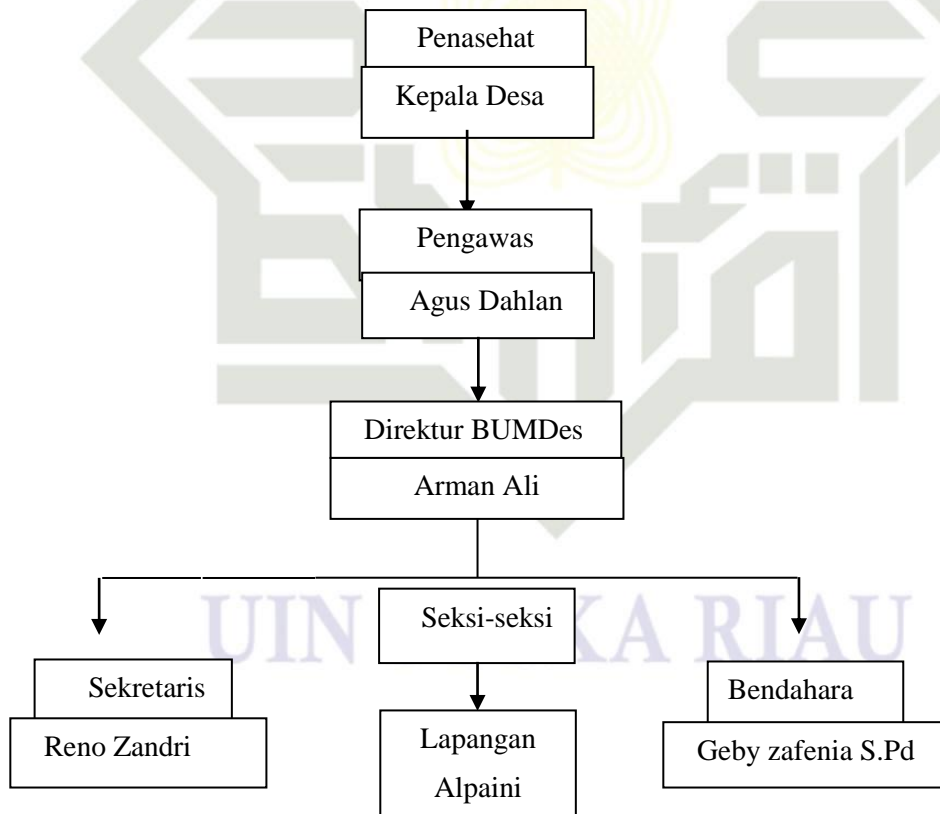 Penasehat
Kepala Desa
Pengawas
Agus Dahlan
Direktur BUMDes
Arman Ali
Seksi-seksi
UIN KA RIAU
Sekretaris
Reno Zandri
Lapangan
Alpaini
Bendahara
Geby zafenia S.Pd